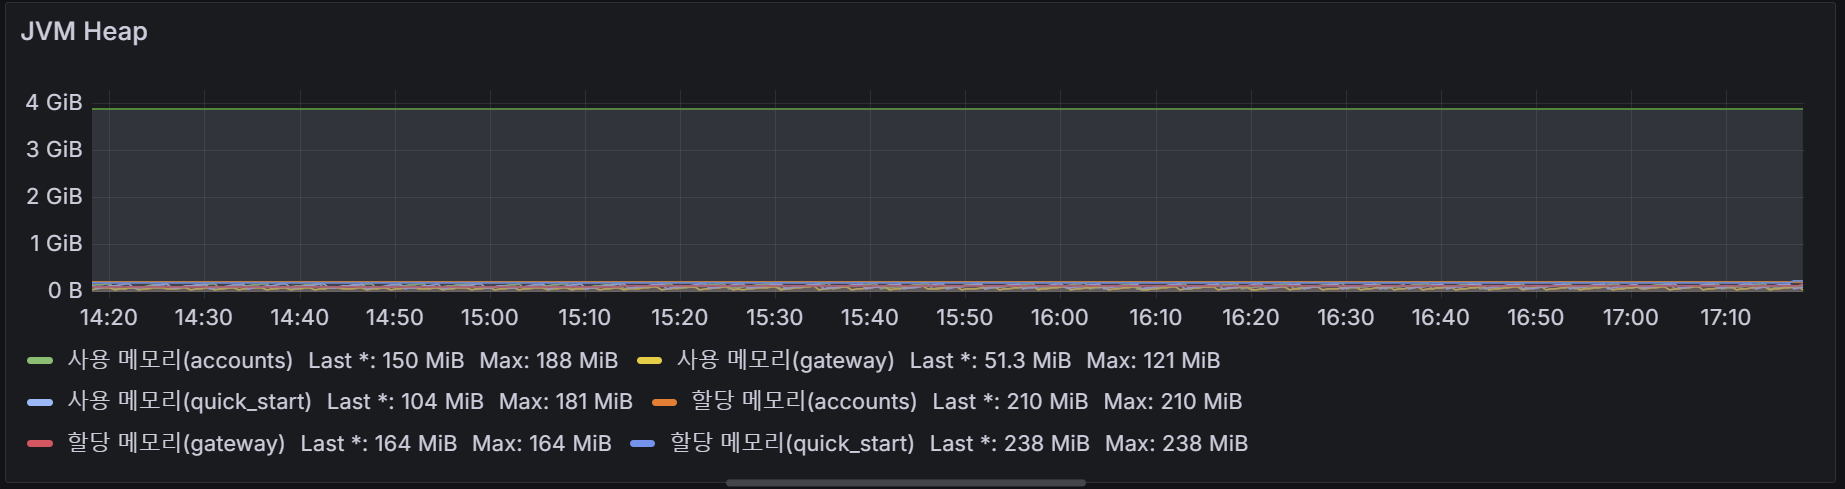 JVM Heap
4 GiB
3 GiB
2 GiB
1 GiB
0 B
14:20 14:30 14:40 14:50 15:00 15:10 15:20 15:30 15:40 15:50 16:00 16:10 16:20 16:30 16:40 16:50 17:00 17:10
사용 메모리(accounts) Last *: 150 MiB Max: 188 MiB 사용 메모리(gateway) Last *: 51.3 MiB Max: 121 MiB
사용 메모리(quick_start) Last *: 104 MiB Max: 181 MiB 할당 메모리(accounts) Last *: 210 MiB Max: 210 MiB
할당 메모리(gateway) Last *: 164 MiB Max: 164 MiB 할당 메모리(quick_start) Last *: 238 MiB Max: 238 MiB